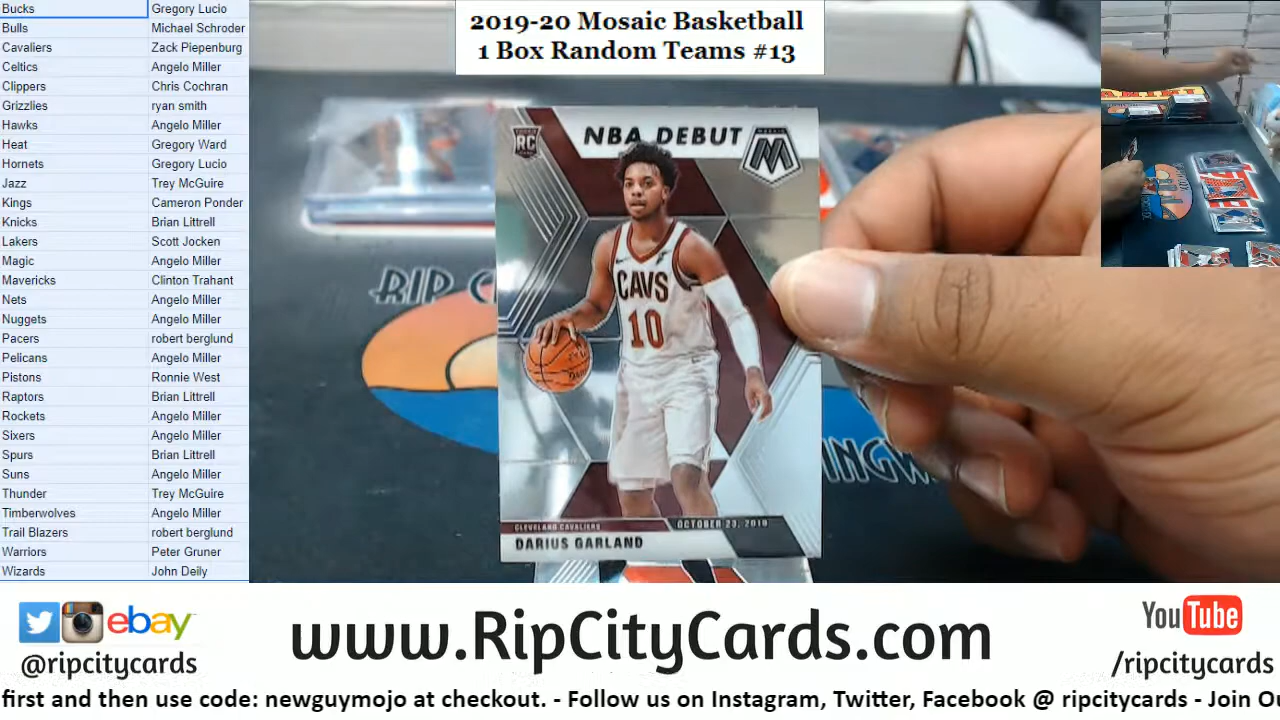 Bucks Gregory Lucio
Bulls Michael Schroder
Cavaliers Zack Piepenburg
Celtics Angelo Miller
Clippers Chris Cochran
Grizzlies ryan smith
Hawks Angelo Miller
Heat Gregory Ward
Hornets Gregory Lucio
Jazz Trey McGuire
Kings Cameron Ponder
Knicks Brian Littrell
Lakers Scott Jocken
Magic Angelo Miller
Mavericks Clinton Trahant
Nets Angelo Miller
Nuggets Angelo Miller
Pacers robert berglund
Pelicans Angelo Miller
Pistons Ronnie West
Raptors Brian Littrell
Rockets Angelo Miller
Sixers Angelo Miller
Spurs Brian Littrell
Suns Angelo Miller
Thunder Trey McGuire
Timberwolves Angelo Miller
Trail Blazers robert berglund
Warriors Peter Gruner
Wizards John Deily
2019-20 Mosaic Basketball
1 Box Random Teams #13
RC
NBA DEBUT
MOSAIC
M
CAVS
10
CLEVELAND CAVALIERS
OCTOBER 23, 2019
DARIUS GARLAND
RIP
ebay
@ripcitycards
www.RipCityCards.com
YouTube
/ripcitycards
first and then use code: newguymojo at checkout. - Follow us on Instagram, Twitter, Facebook @ ripcitycards - Join